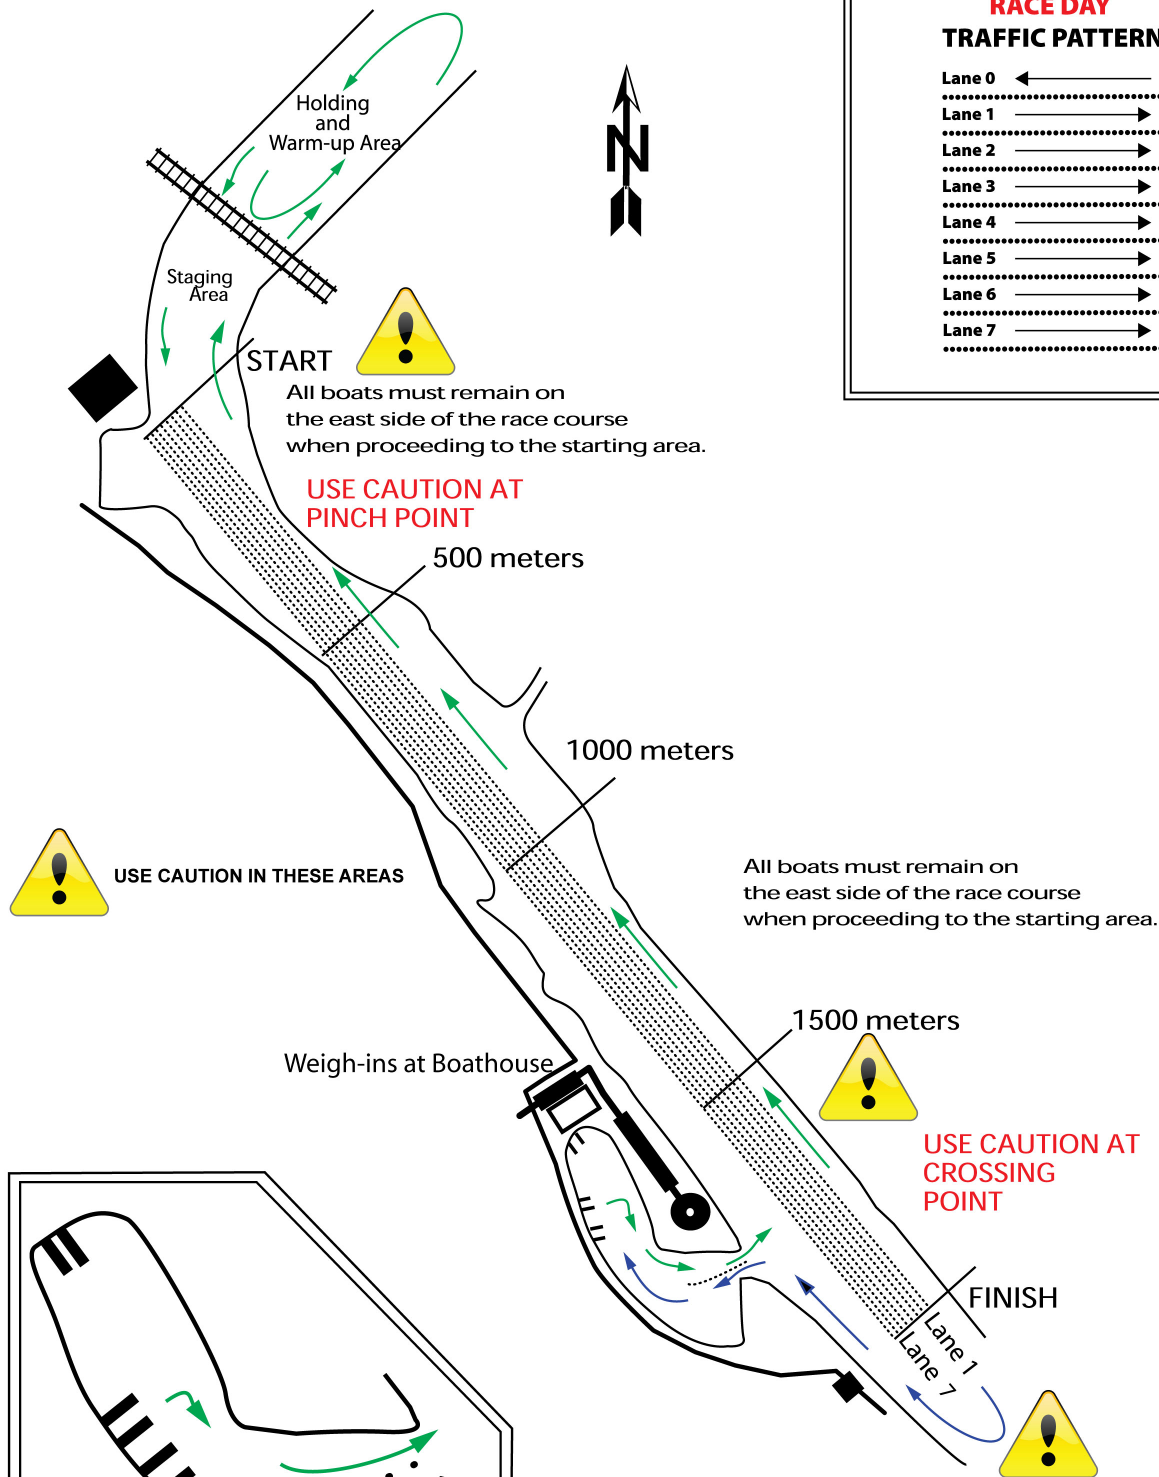 RACE DAY
TRAFFIC PATTERN
Lane 0
Lane 1
Lane 2
Lane 3
Lane 4
Lane 5
Lane 6
Lane 7
Holding
and
Warm-up Area
N
Staging
Area
START
All boats must remain on
the east side of the race course
when proceeding to the starting area.
USE CAUTION AT
PINCH POINT
500 meters
1000 meters
USE CAUTION IN THESE AREAS
All boats must remain on
the east side of the race course
when proceeding to the starting area.
1500 meters
Weigh-ins at Boathouse
USE CAUTION AT
CROSSING
POINT
FINISH
Lane 1
Lane 7